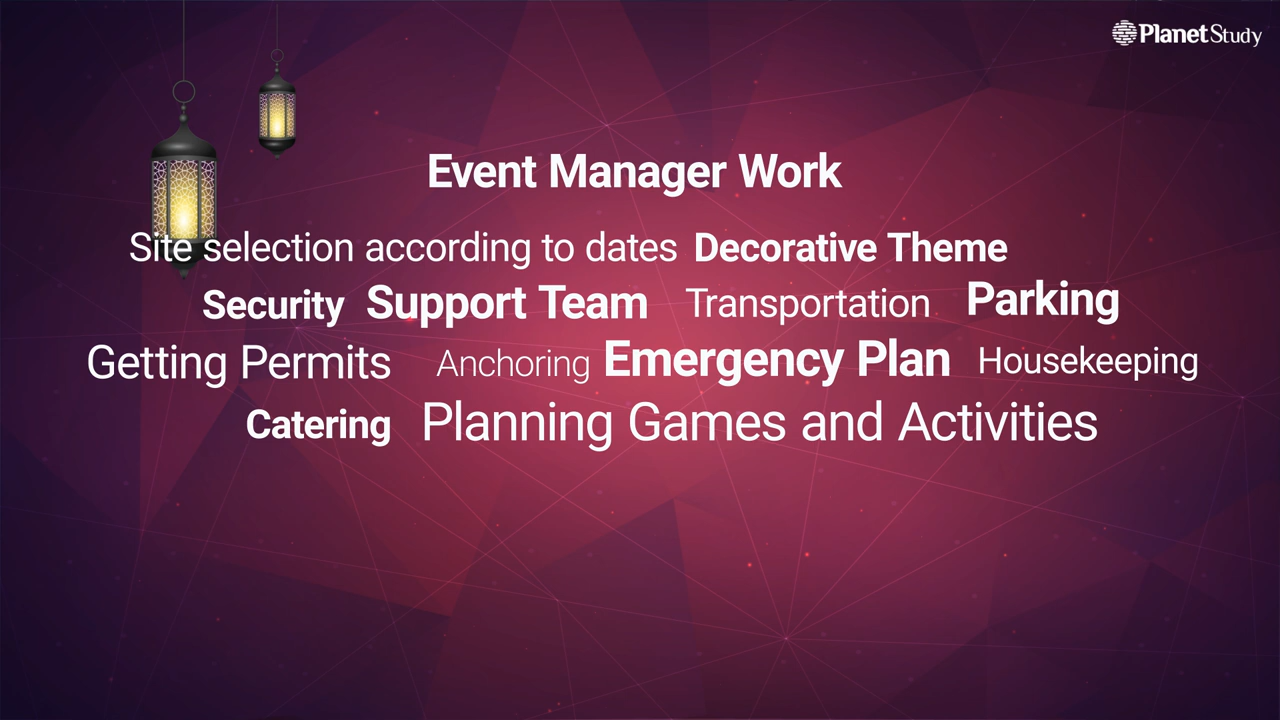 PlanetStudy
Event Manager Work
Site selection according to dates Decorative Theme
Security Support Team Transportation Parking
Getting Permits Anchoring Emergency Plan Housekeeping
Catering Planning Games and Activities